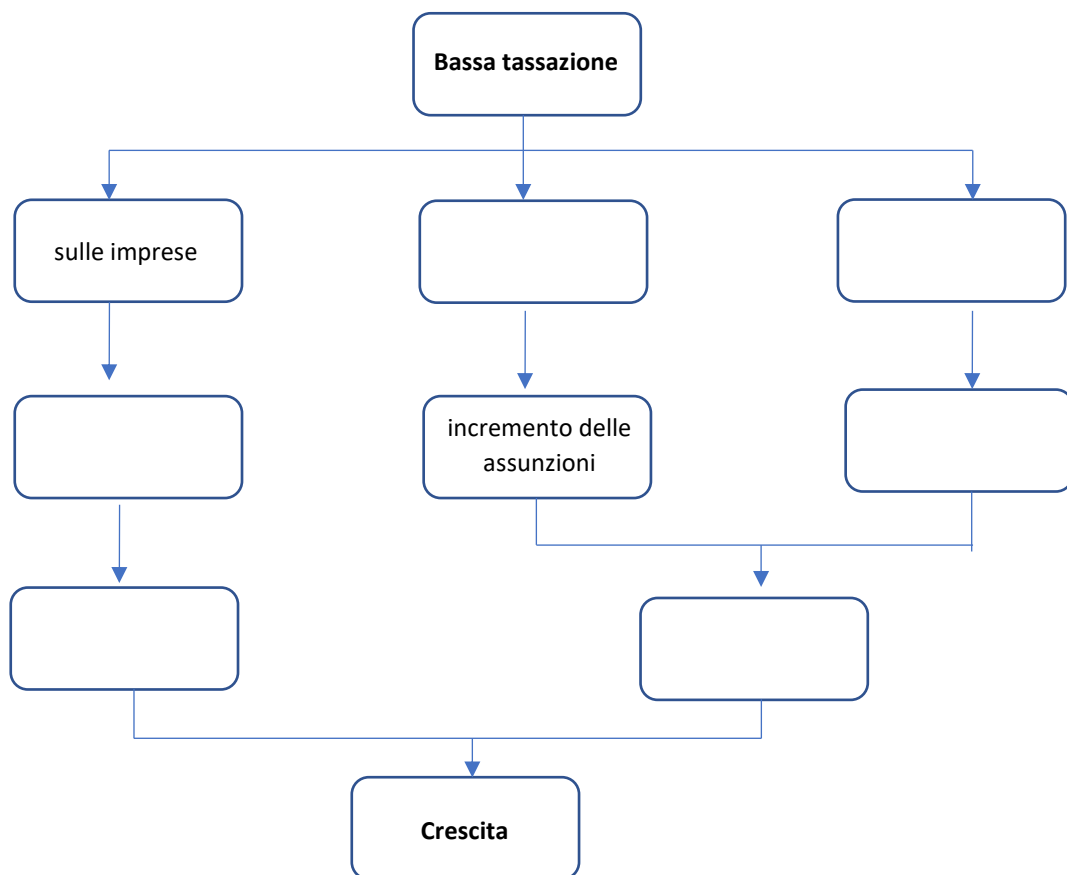 Bassa tassazione
sulle imprese
incremento delle
assunzioni
Crescita